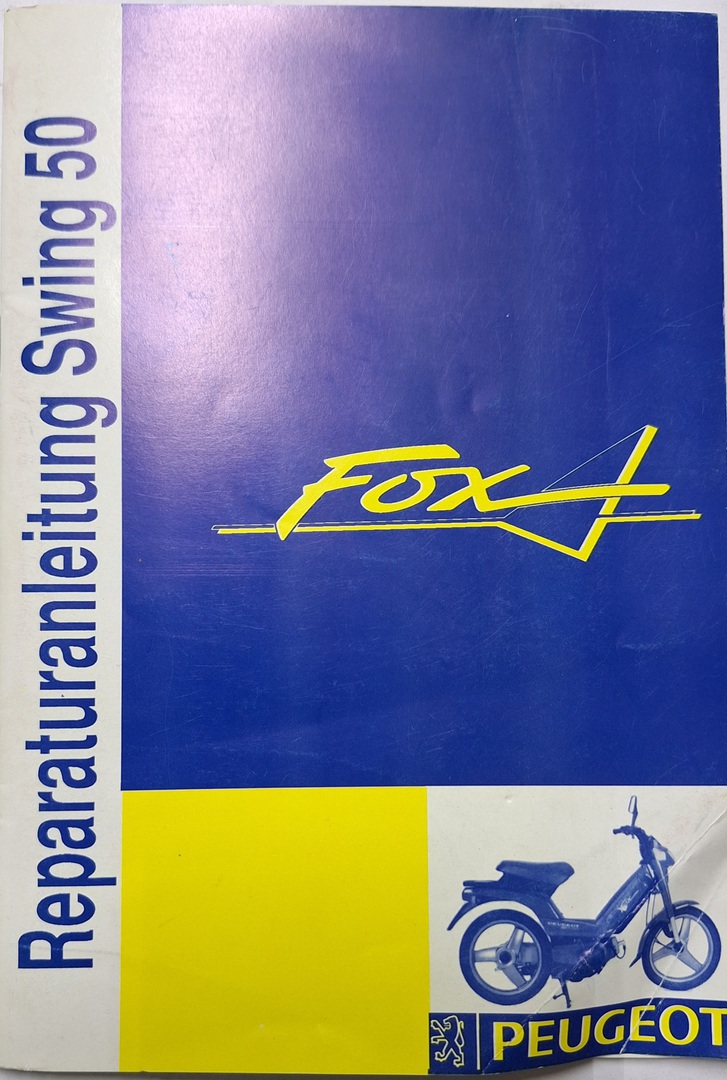 Reparaturanleitung Swing 50
Fox
PEUGEOT